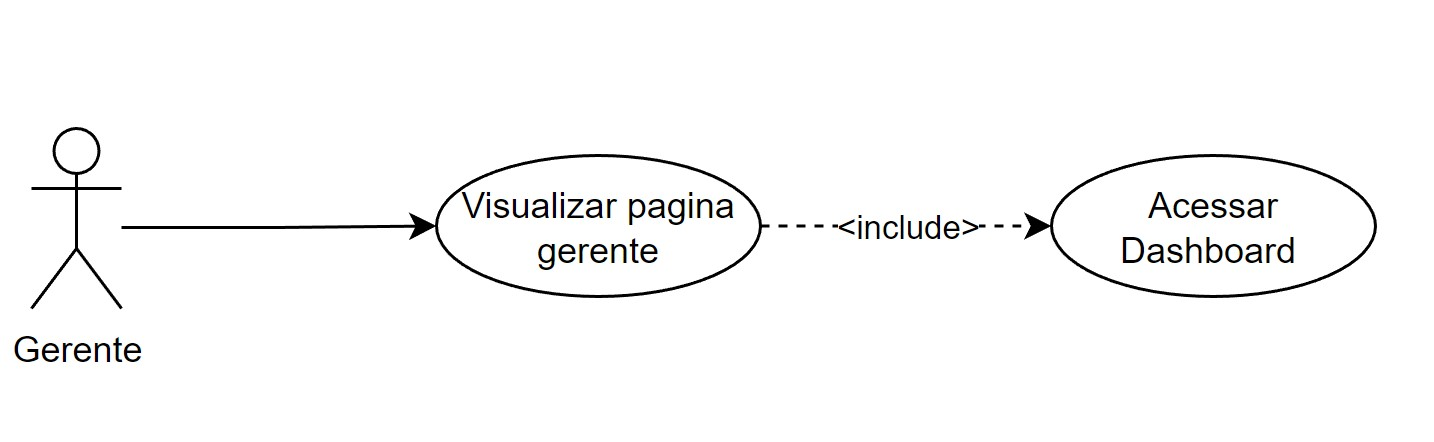 Visualizar pagina
gerente
<include>
Acessar
Dashboard
Gerente